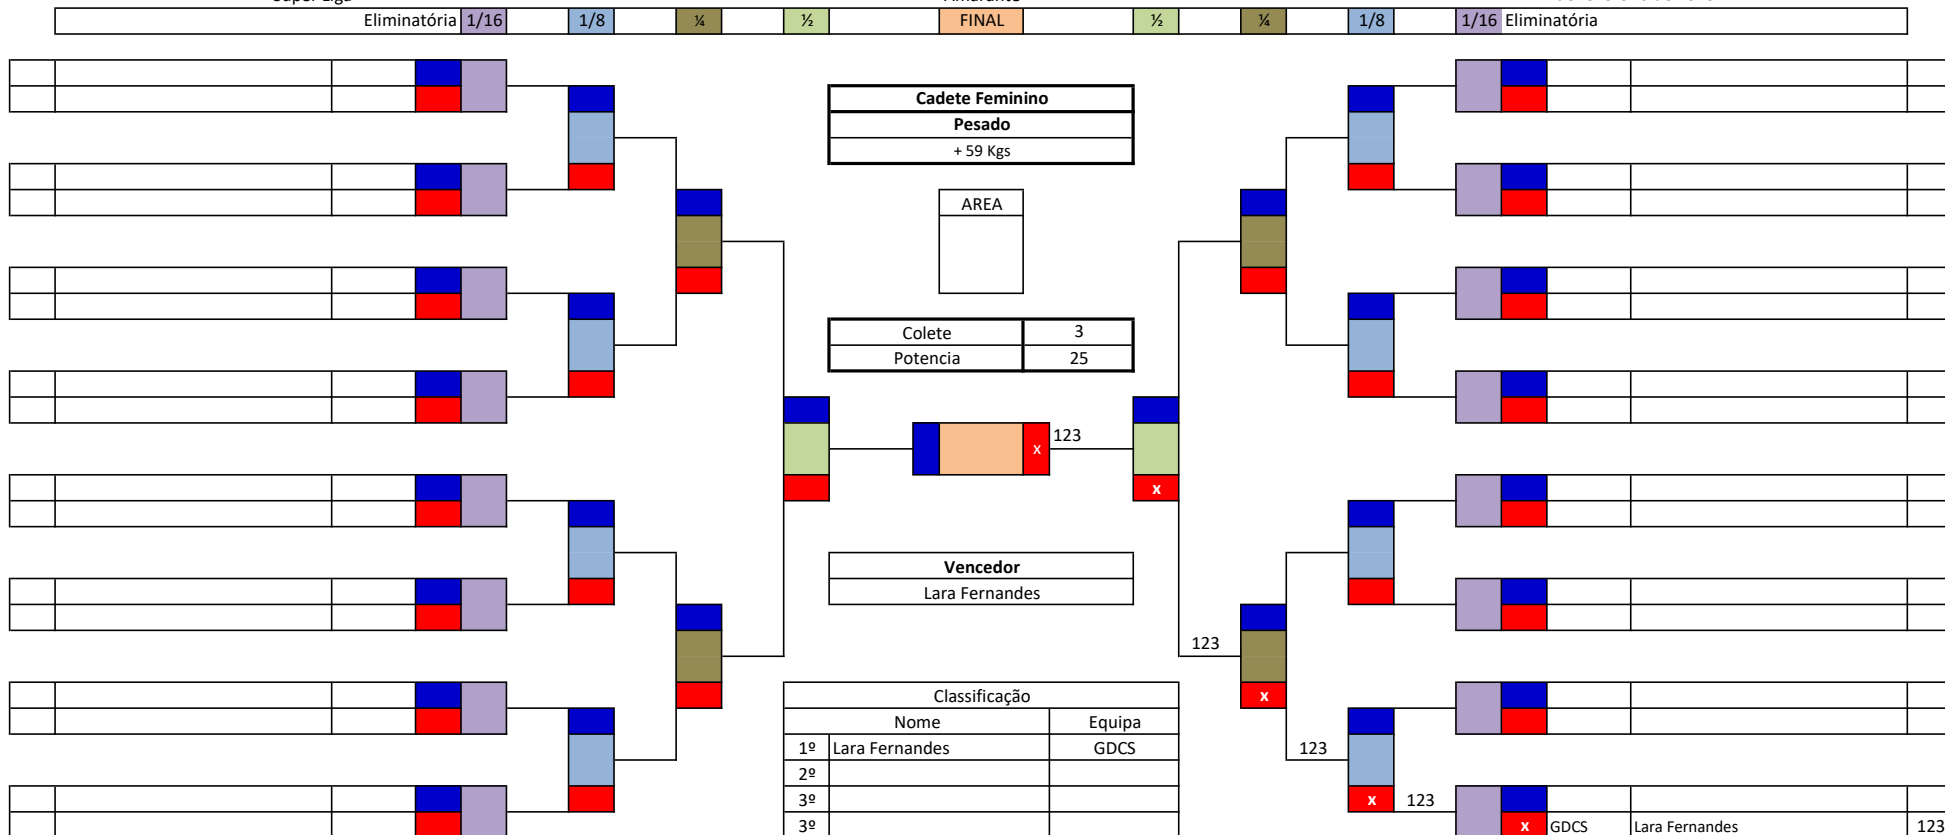 Super Liga
Eliminatória 1/16 1/8 ¼ ½ FINAL ½ ¼ 1/8 1/16 Eliminatória
Cadete Feminino
Pesado
+ 59 Kgs
AREA
Colete 3
Potencia 25
x 123
x
Vencedor
Lara Fernandes
123
x
Classificação
Nome Equipa
1º Lara Fernandes GDCS
123
2º
3º
x 123
3º
x GDCS Lara Fernandes 123